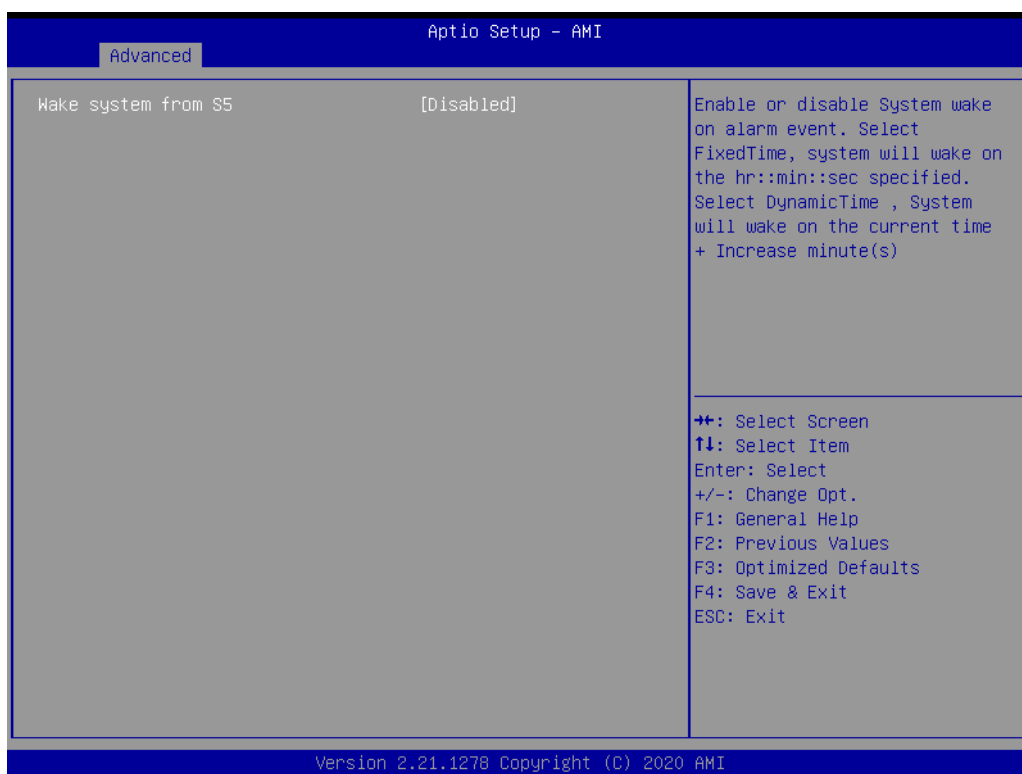 Aptio Setup – AMI
Advanced
Wake system from S5 [Disabled]
Enable or disable System wake
on alarm event. Select
FixedTime, system will wake on
the hr::min::sec specified.
Select DynamicTime , System
will wake on the current time
+ Increase minute(s)
→←: Select Screen
↑↓: Select Item
Enter: Select
+/-: Change Opt.
F1: General Help
F2: Previous Values
F3: Optimized Defaults
F4: Save & Exit
ESC: Exit
Version 2.21.1278 Copyright (C) 2020 AMI